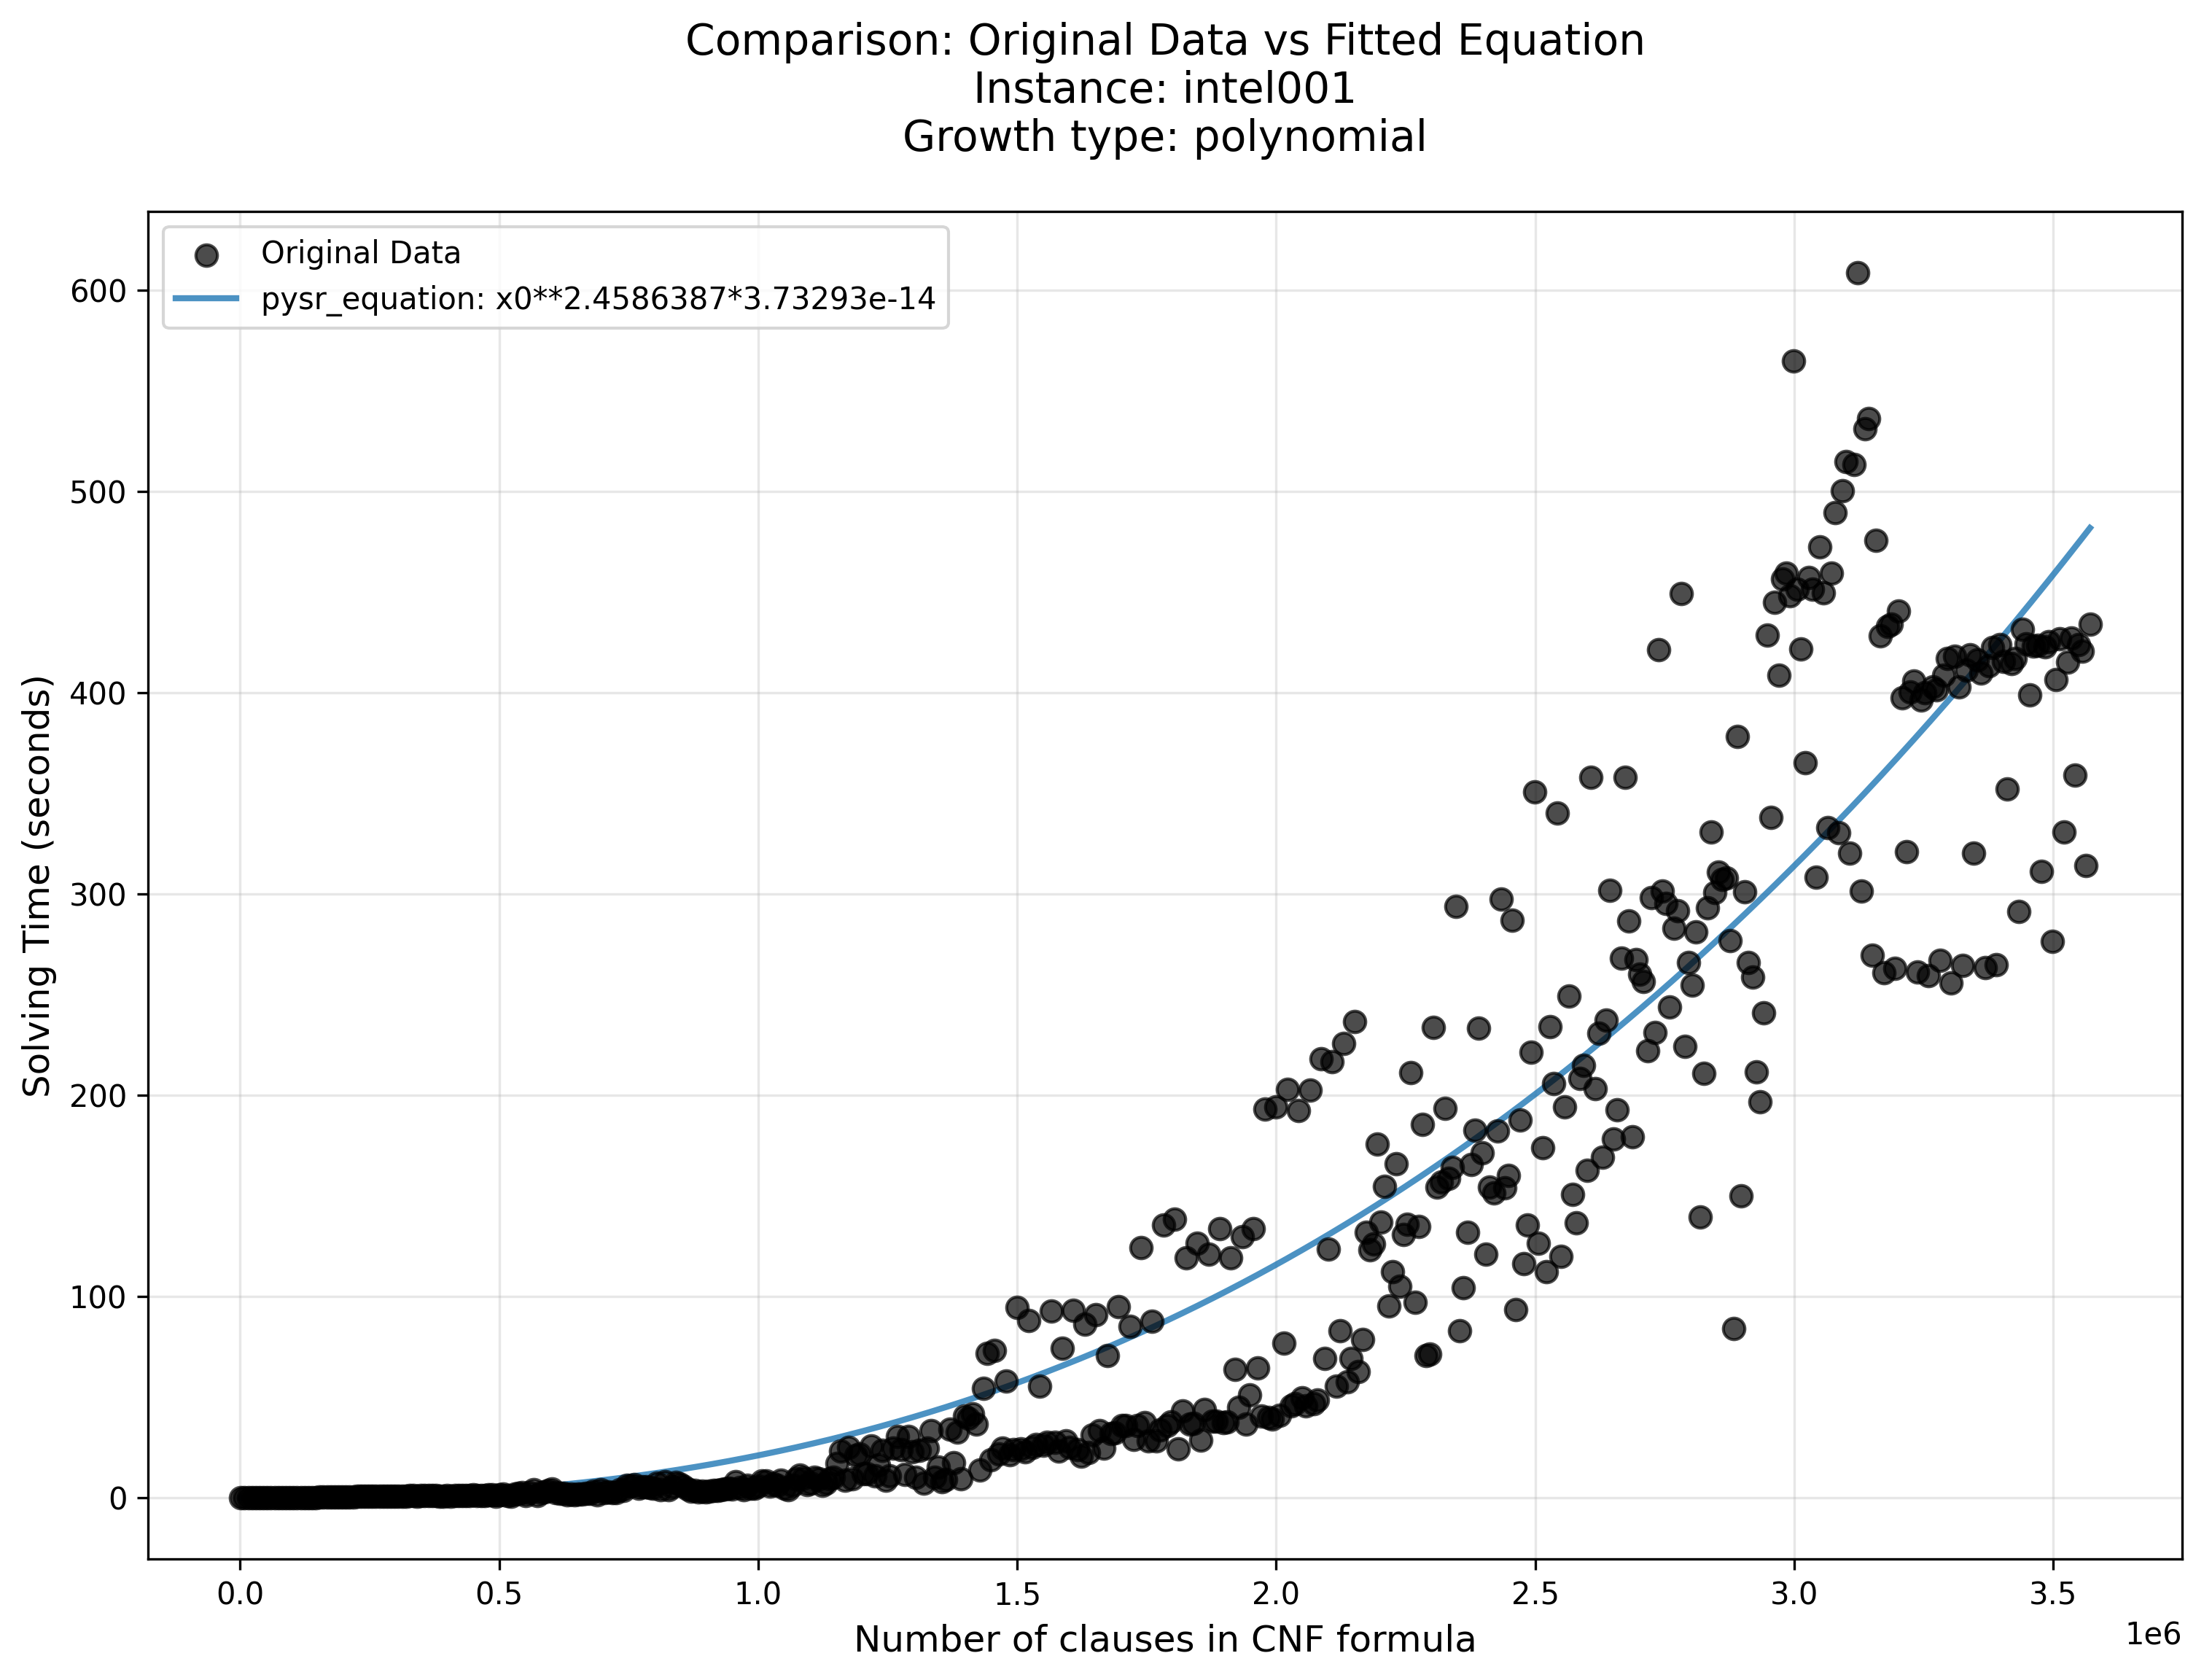 Comparison: Original Data vs Fitted Equation
Instance: intel001
Growth type: polynomial
Original Data
pysr_equation: x0**2.4586387*3.73293e-14
600
500
400
300
200
100
0
Solving Time (seconds)
0.0 0.5 1.0 1.5 2.0 2.5 3.0 3.5
1e6
Number of clauses in CNF formula